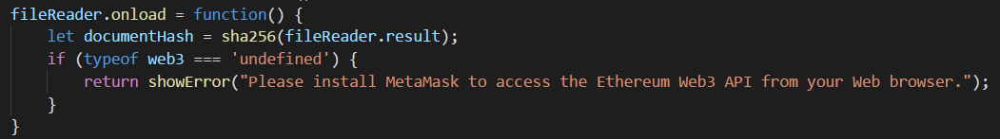 fileReader.onload = function() {
    let documentHash = sha256(fileReader.result);
    if (typeof web3 === 'undefined') {
        return showError("Please install MetaMask to access the Ethereum Web3 API from your Web browser.");
    }
}